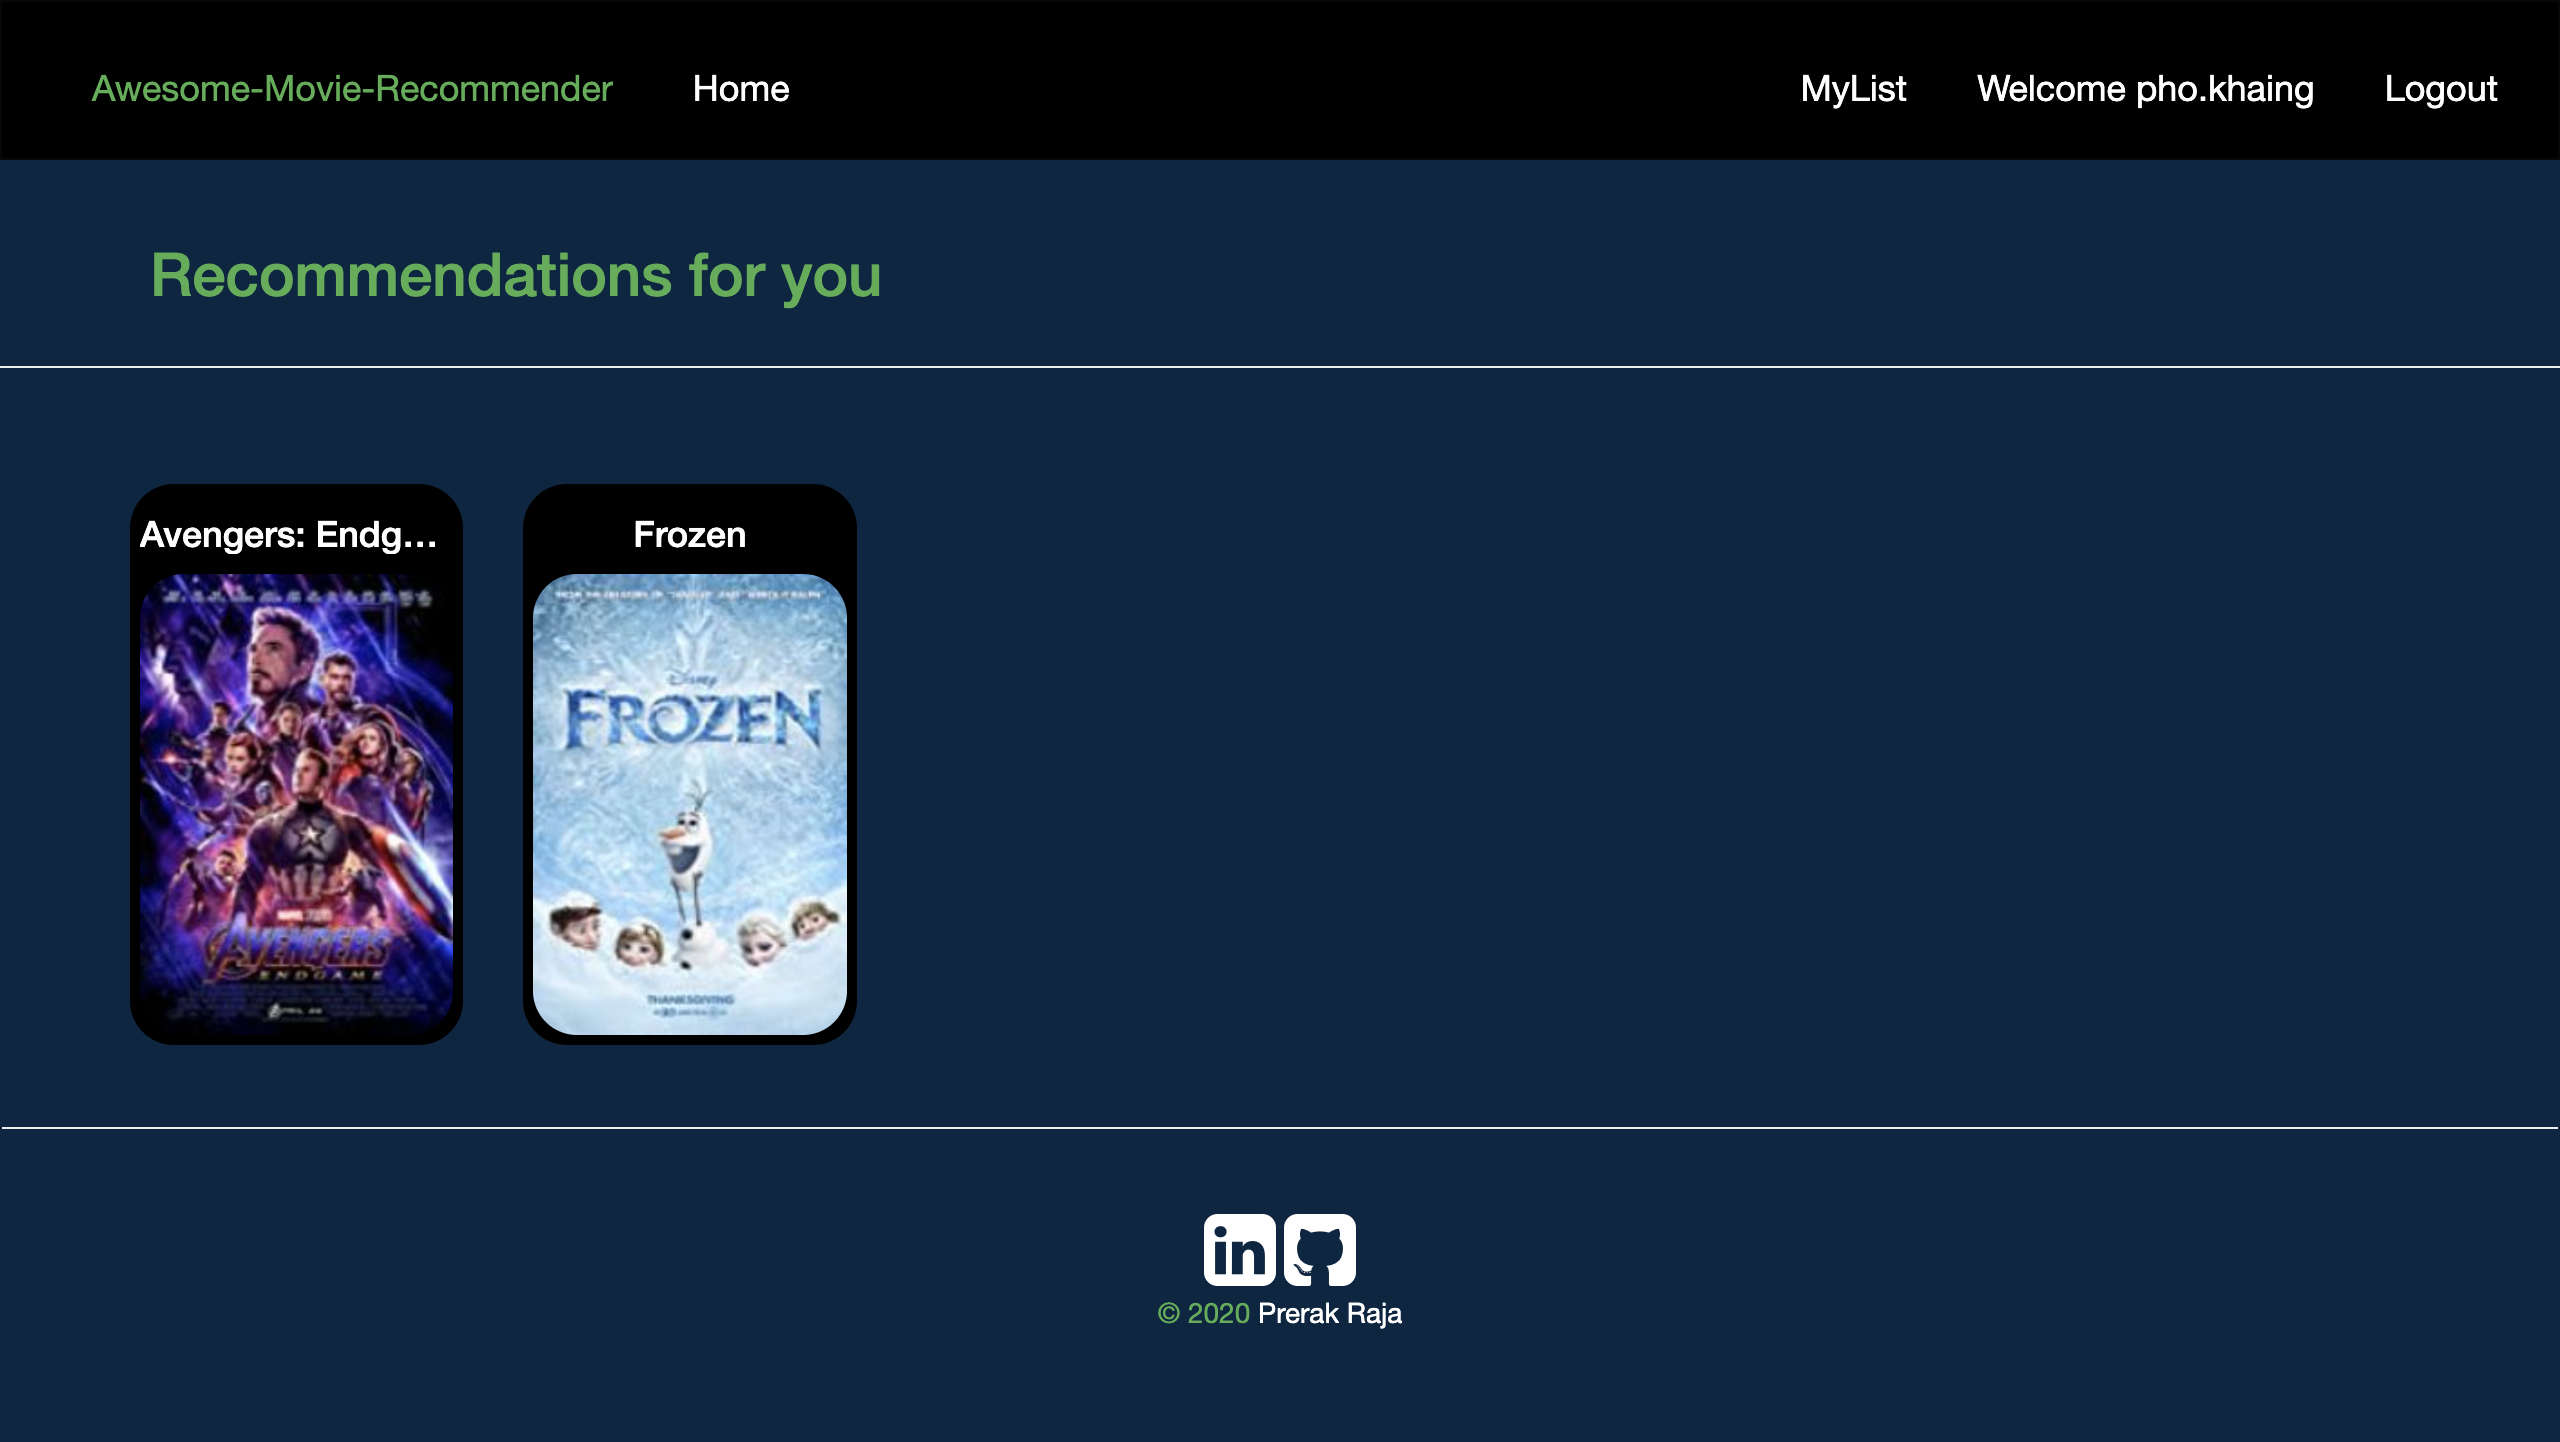 Awesome-Movie-Recommender Home MyList Welcome pho.khaing Logout
Recommendations for you
Avengers: Endg...
Frozen
AVENGERS
ENDGAME
Disney
FROZEN
THANKSGIVING
in
© 2020 Prerak Raja